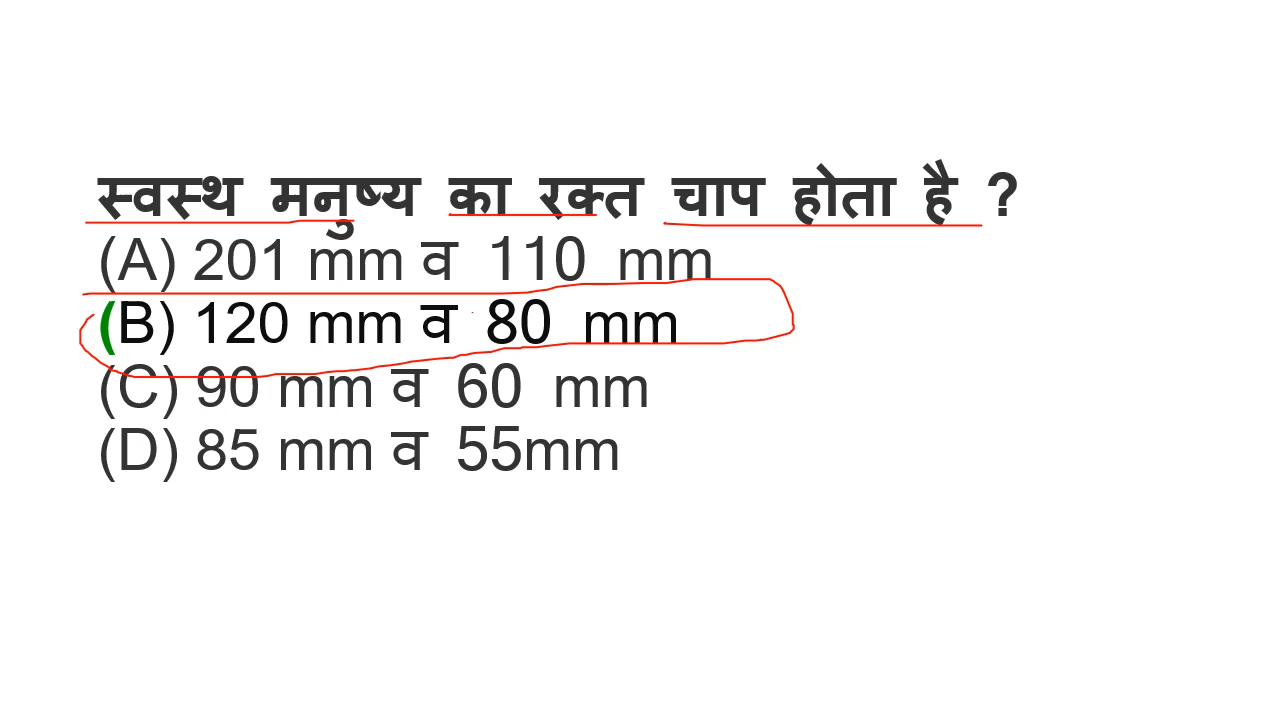 स्वस्थ मनुष्य का रक्त चाप होता है ?
(A) 201 mm व 110 mm
(B) 120 mm व 80 mm
(C) 90 mm व 60 mm
(D) 85 mm व 55mm